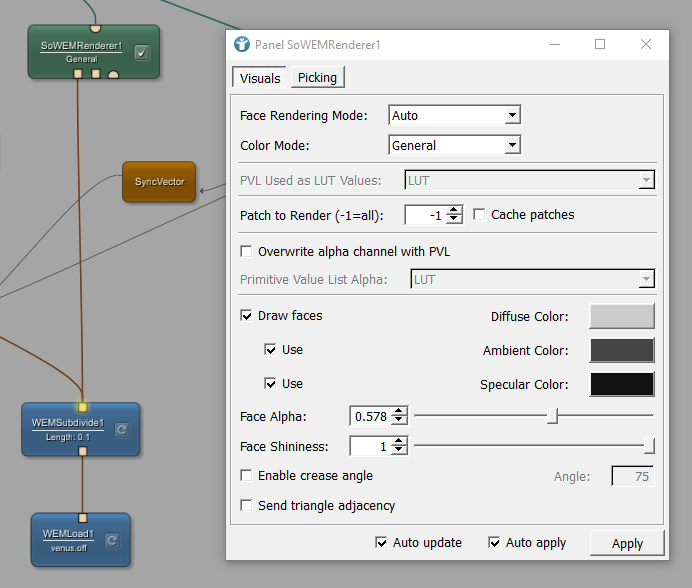 SoWEMRenderer1
General
SyncVector
WEMSubdivide1
Length: 0.1
WEMLoad1
venus.off
Panel SoWEMRenderer1
Visuals Picking
Face Rendering Mode: Auto
Color Mode: General
PVL Used as LUT Values: LUT
Patch to Render (-1=all): -1 Cache patches
Overwrite alpha channel with PVL
Primitive Value List Alpha: LUT
Draw faces Diffuse Color:
Use Ambient Color:
Use Specular Color:
Face Alpha: 0.578
Face Shininess: 1
Enable crease angle Angle: 75
Send triangle adjacency
Auto update Auto apply Apply